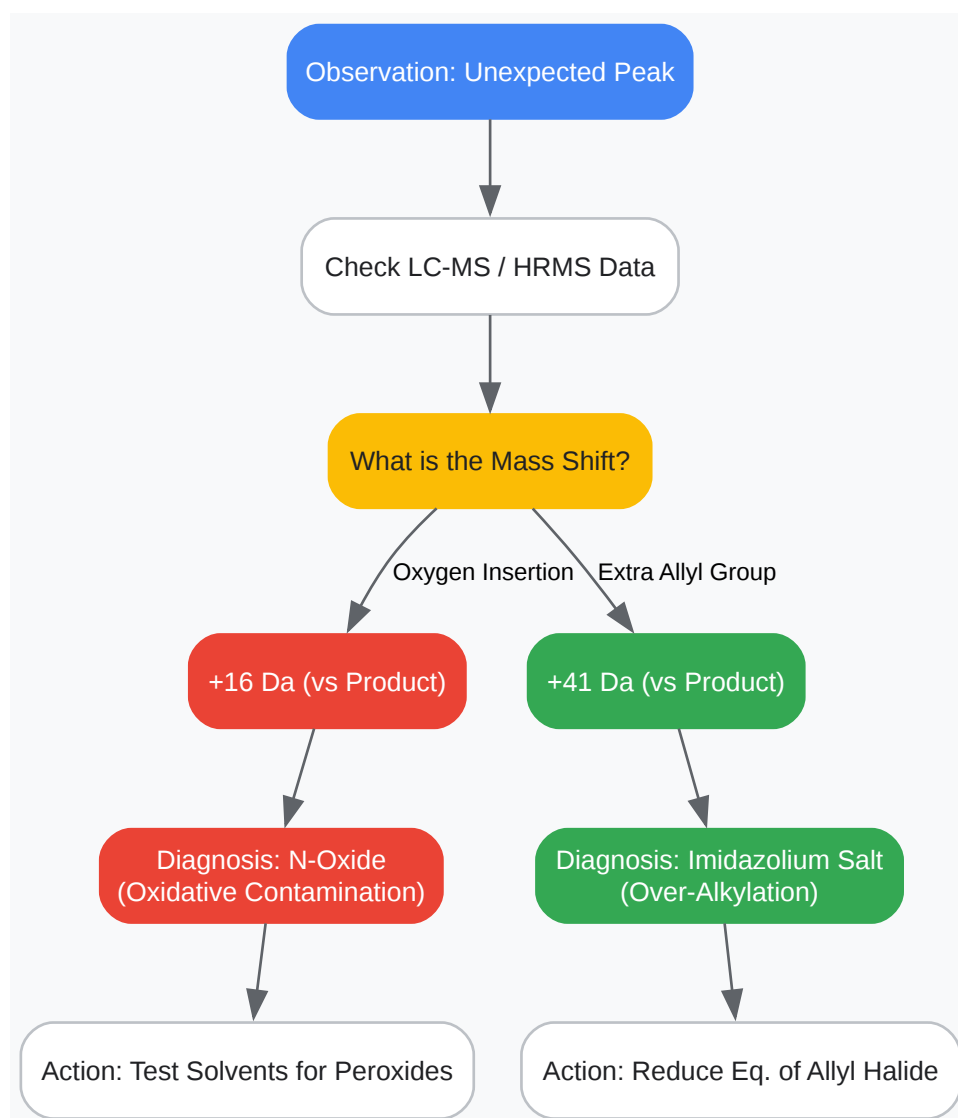 Observation: Unexpected Peak
Check LC-MS / HRMS Data
What is the Mass Shift?
Oxygen Insertion
Extra Allyl Group
+16 Da (vs Product)
+41 Da (vs Product)
Diagnosis: N-Oxide
(Oxidative Contamination)
Diagnosis: Imidazolium Salt
(Over-Alkylation)
Action: Test Solvents for Peroxides
Action: Reduce Eq. of Allyl Halide